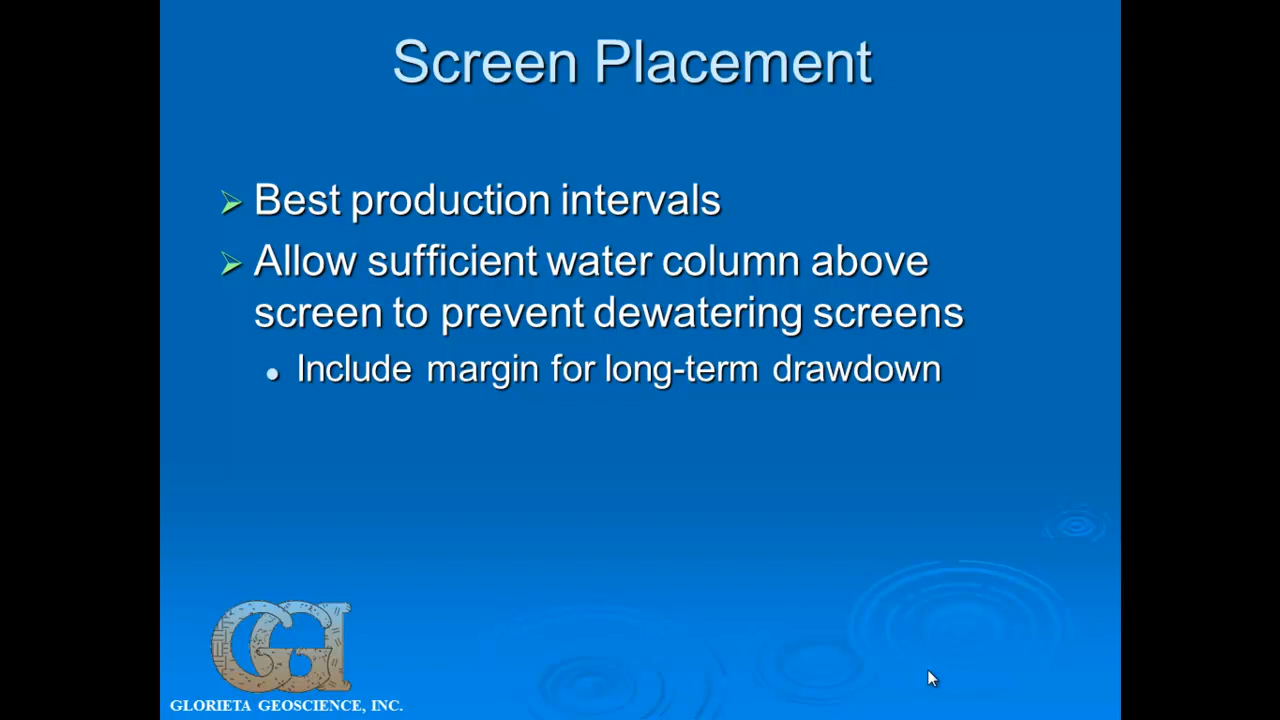 Screen Placement
Best production intervals
Allow sufficient water column above
screen to prevent dewatering screens
Include margin for long-term drawdown
GGI
GLORIETA GEOSCIENCE, INC.